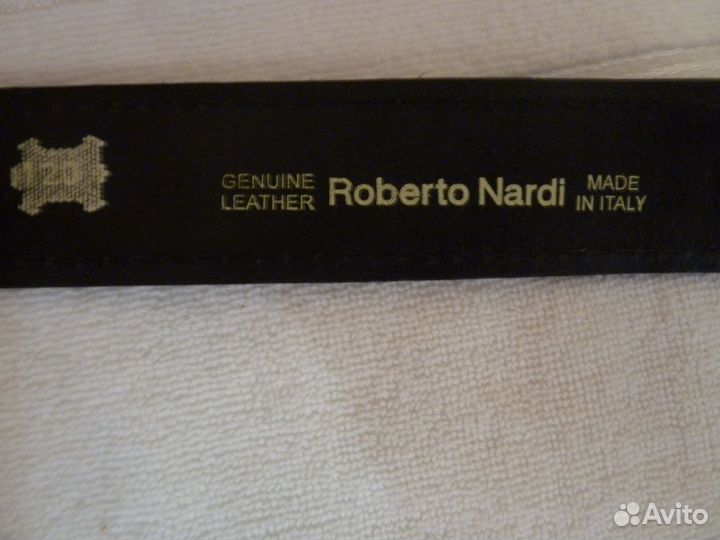 GENUINE
LEATHER
Roberto Nardi
MADE
IN ITALY
Avito